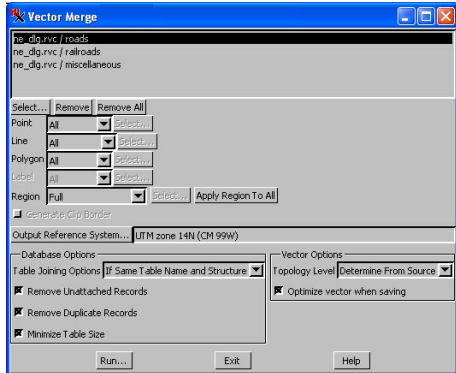 Vector Merge
ne_dlg.rvc / roads
ne_dlg.rvc / railroads
ne_dlg.rvc / miscellaneous
Select... Remove Remove All
Point All Select...
Line All Select...
Polygon All Select...
Label All Select...
Region Full Select... Apply Region To All
Generate Clip Border
Output Reference System... UTM zone 14N (CM 99W)
Database Options
Table Joining Options If Same Table Name and Structure
Remove Unattached Records
Remove Duplicate Records
Minimize Table Size
Vector Options
Topology Level Determine From Source
Optimize vector when saving
Run... Exit Help